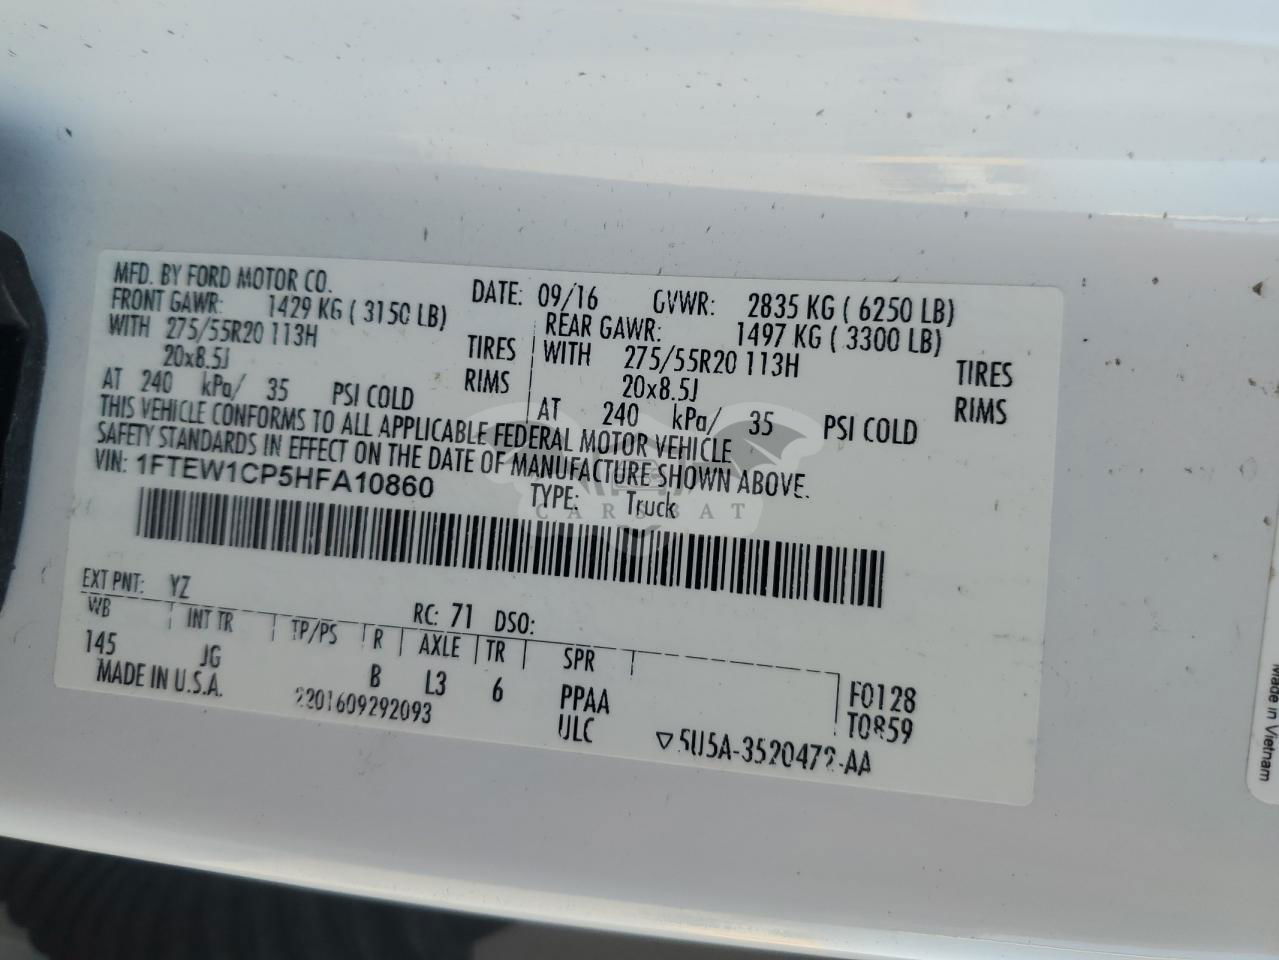 MFD. BY FORD MOTOR CO.
DATE: 09/16 GVWR: 2835 KG ( 6250 LB)
FRONT GAWR: 1429 KG ( 3150 LB)
WITH 275/55R20 113H TIRES
20x8.5J RIMS
AT 240 kPa/ 35 PSI COLD
REAR GAWR: 1497 KG ( 3300 LB)
WITH 275/55R20 113H TIRES
20x8.5J RIMS
AT 240 kPa/ 35 PSI COLD
THIS VEHICLE CONFORMS TO ALL APPLICABLE FEDERAL MOTOR VEHICLE
SAFETY STANDARDS IN EFFECT ON THE DATE OF MANUFACTURE SHOWN ABOVE.
VIN: 1FTEW1CP5HFA10860
TYPE: Truck
CARSBAT
EXT PNT: YZ RC: 71 DSO:
WB INT TR TP/PS R AXLE TR SPR
145 JG B L3 6 PPAA F0128
ULC T0859
MADE IN U.S.A. 2201609292093
▽5U5A-3520472-AA
Made in Vietnam